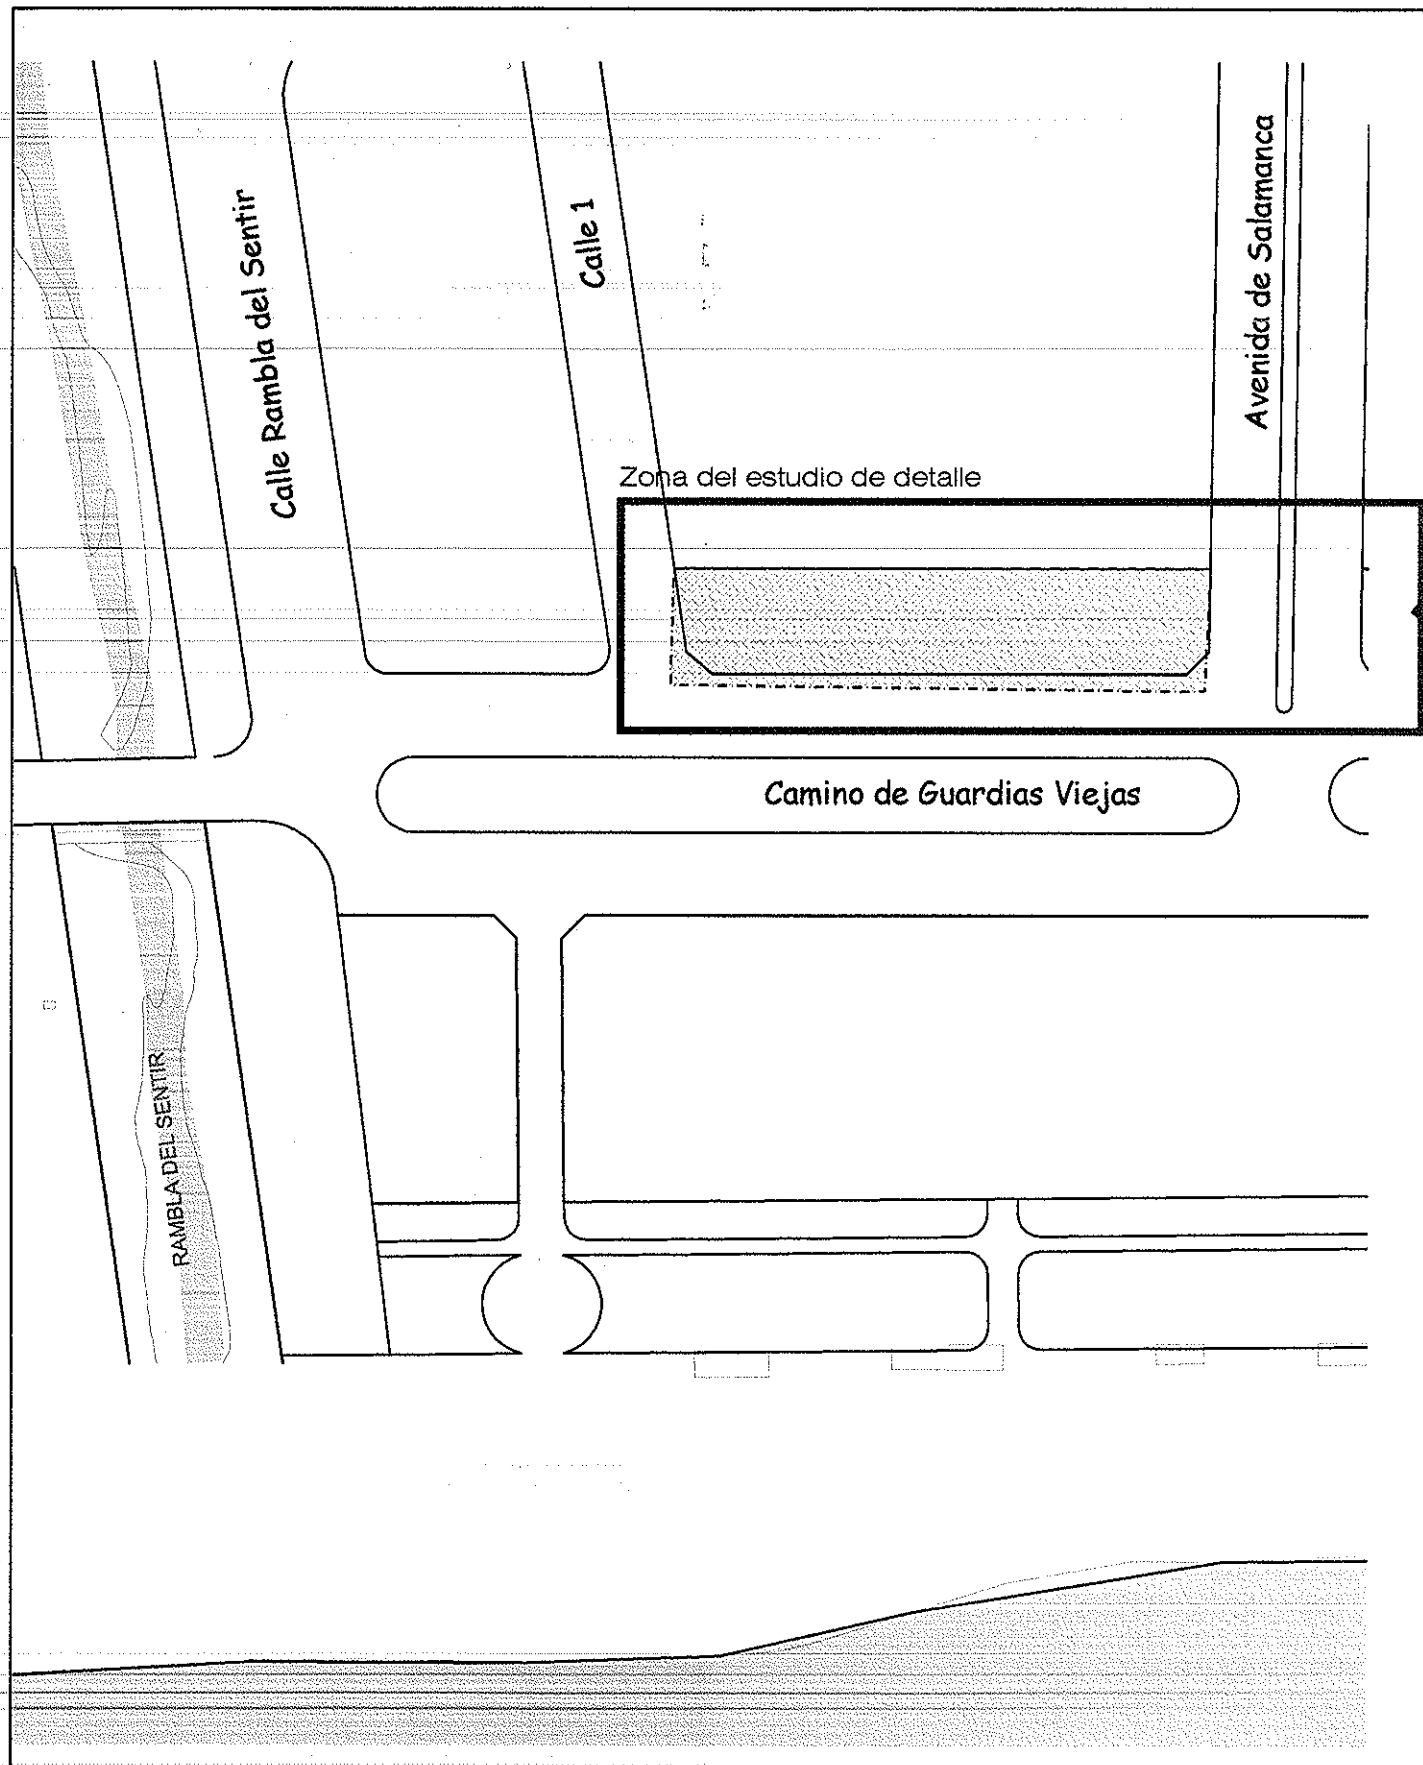 Calle Rambla del Sentir
Calle 1
Avenida de Salamanca
Zona del estudio de detalle
Camino de Guardias Viejas
RAMBLA DEL SENTIR